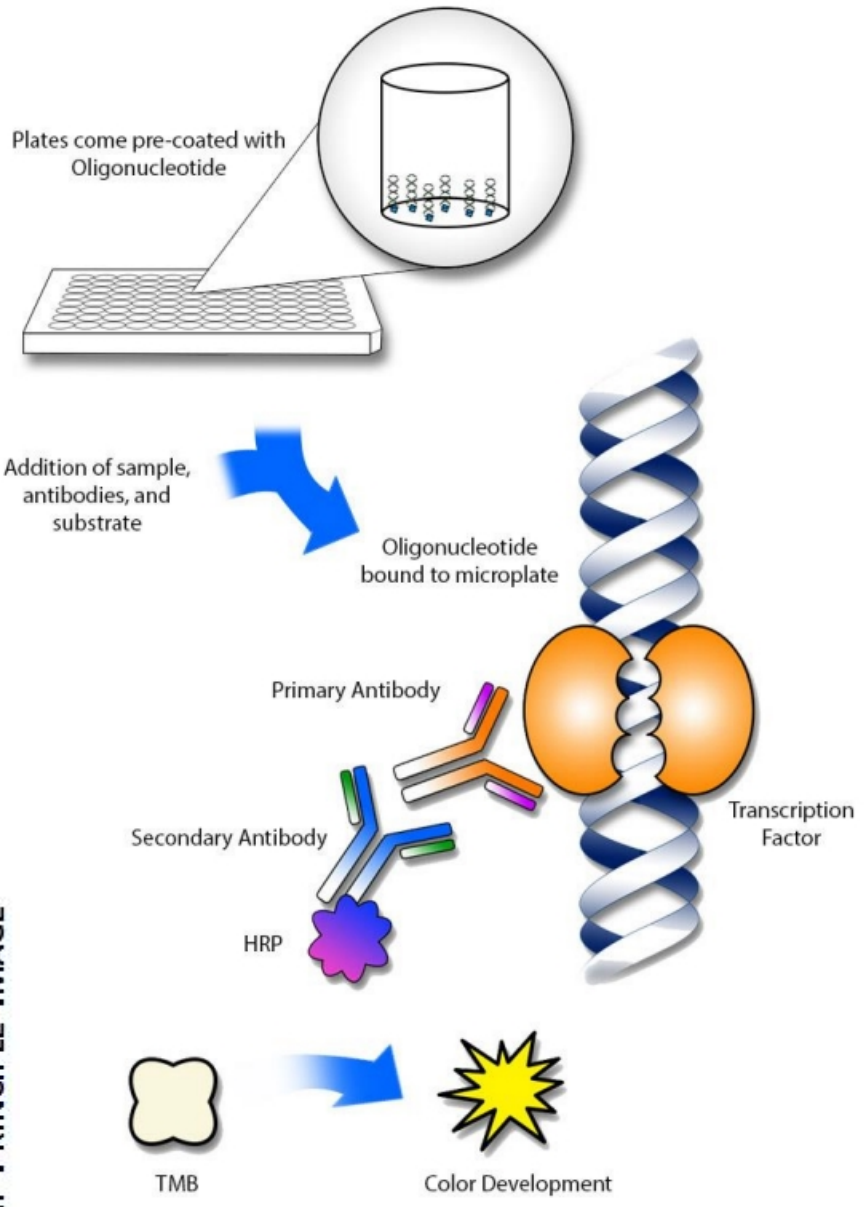 Plates come pre-coated with
Oligonucleotide
Addition of sample,
antibodies, and
substrate
Oligonucleotide
bound to microplate
Primary Antibody
Transcription
Factor
Secondary Antibody
HRP
TMB
Color Development